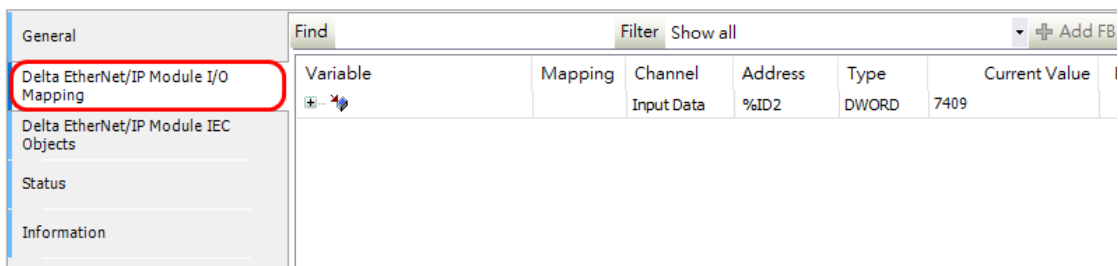 General
Delta EtherNet/IP Module I/O
Mapping
Delta EtherNet/IP Module IEC
Objects
Status
Information
Find Filter Show all Add FB
Variable Mapping Channel Address Type Current Value
Input Data %ID2 DWORD 7409